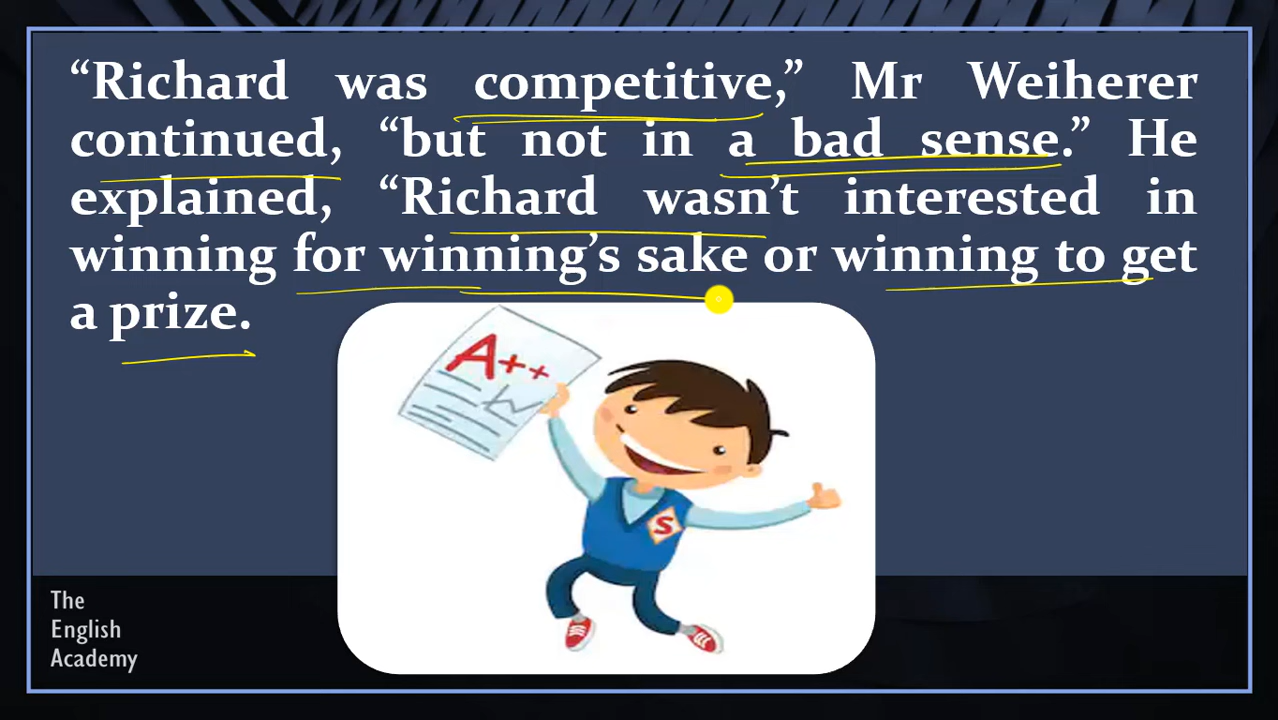 “Richard was competitive,” Mr Weiherer
continued, “but not in a bad sense.” He
explained, “Richard wasn’t interested in
winning for winning’s sake or winning to get
a prize.
A++
S
The
English
Academy